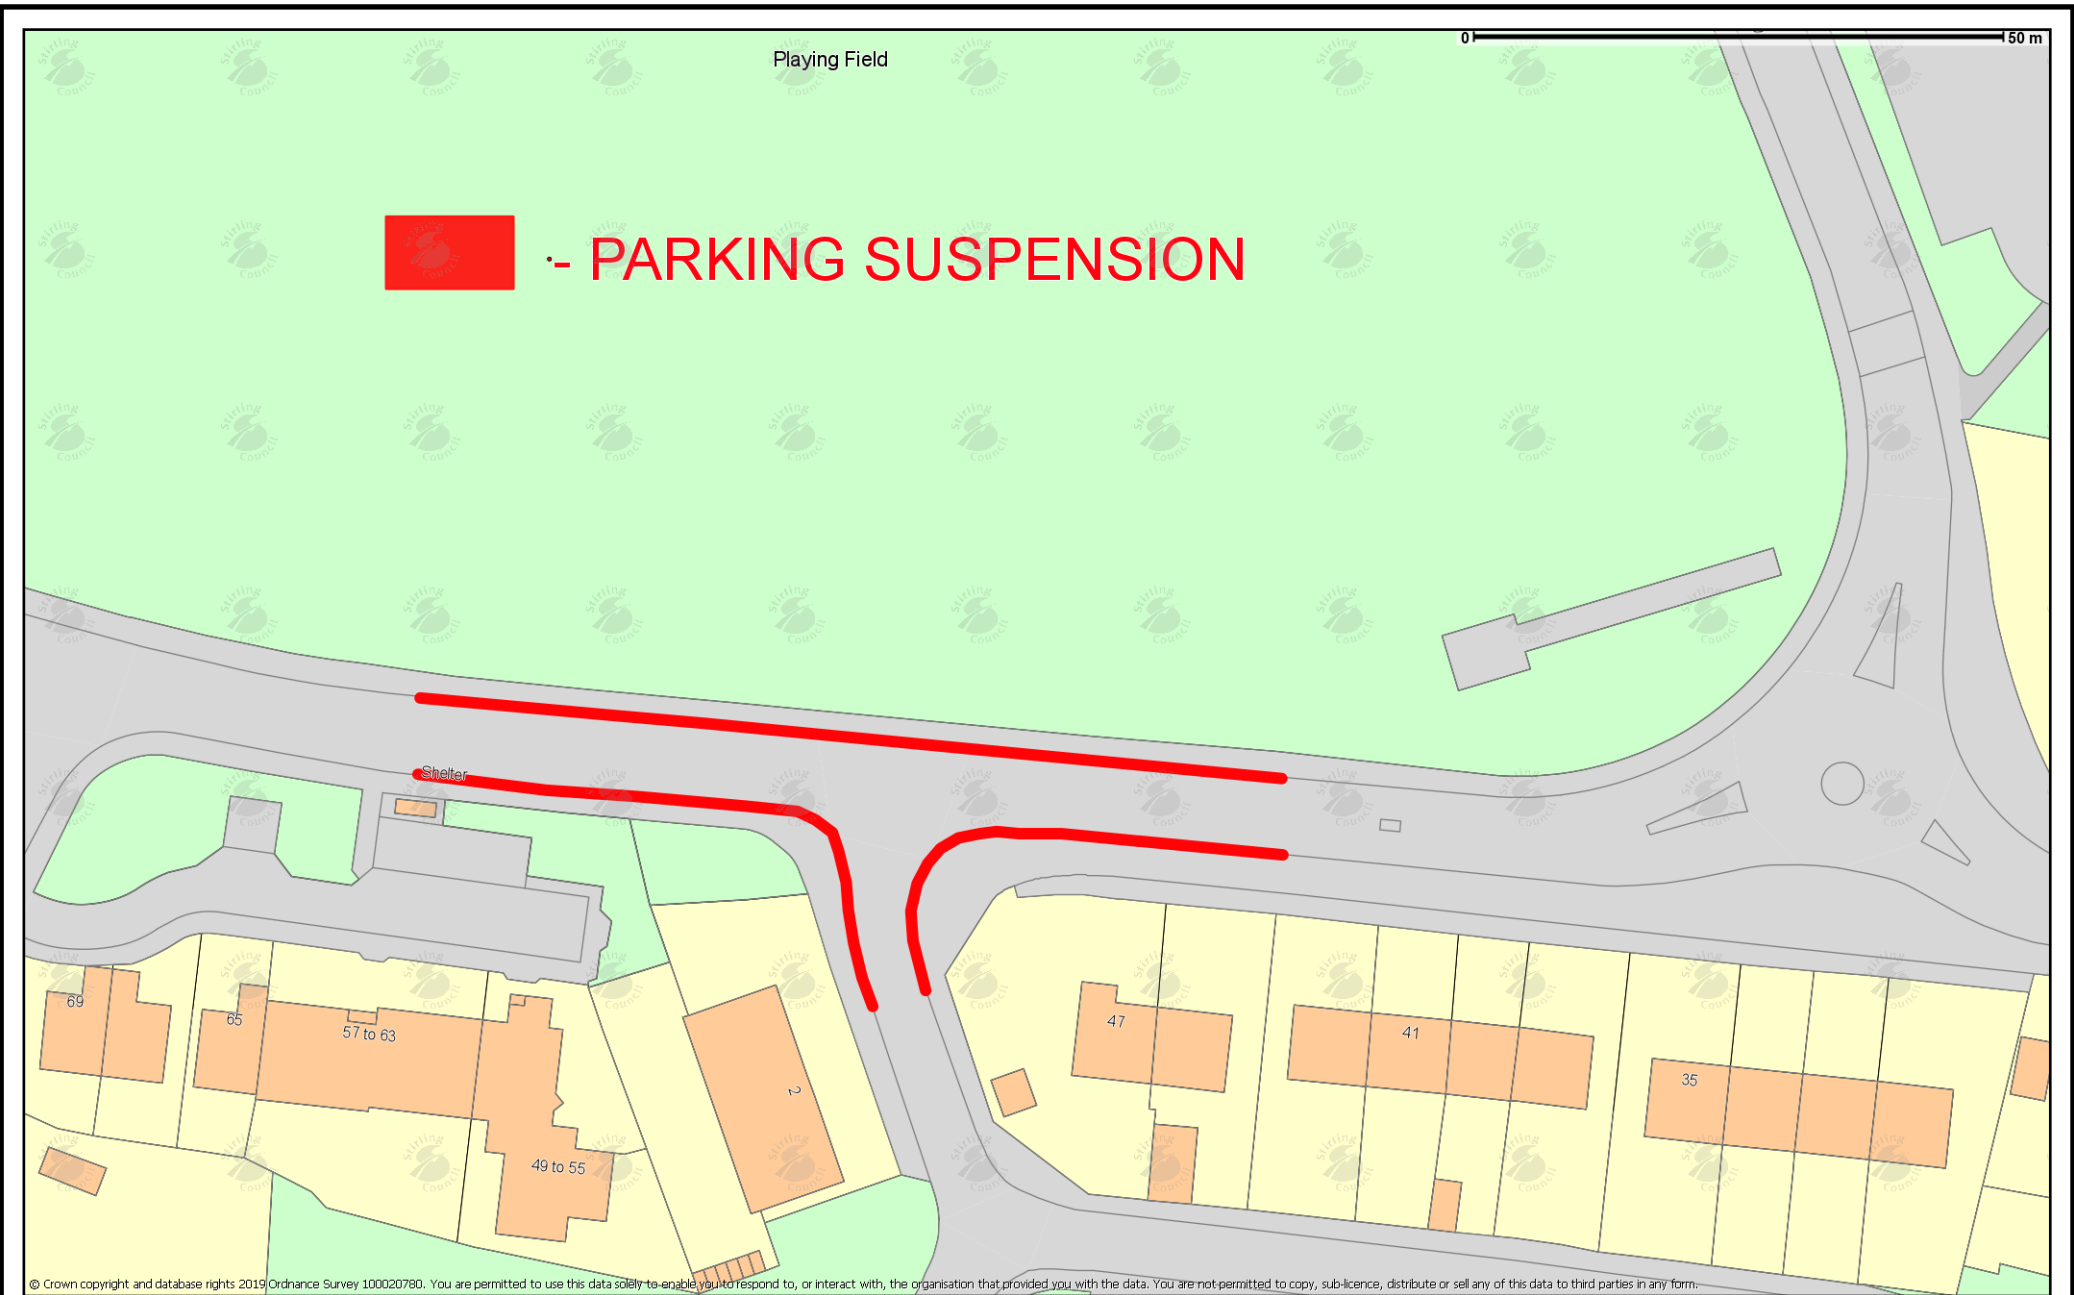 Playing Field
0 50 m
- PARKING SUSPENSION
Shelter
69
65
57 to 63
49 to 55
2
47
41
35
© Crown copyright and database rights 2019 Ordnance Survey 100020780. You are permitted to use this data solely to enable you to respond to, or interact with, the organisation that provided you with the data. You are not permitted to copy, sub-licence, distribute or sell any of this data to third parties in any form.
Stirling Council